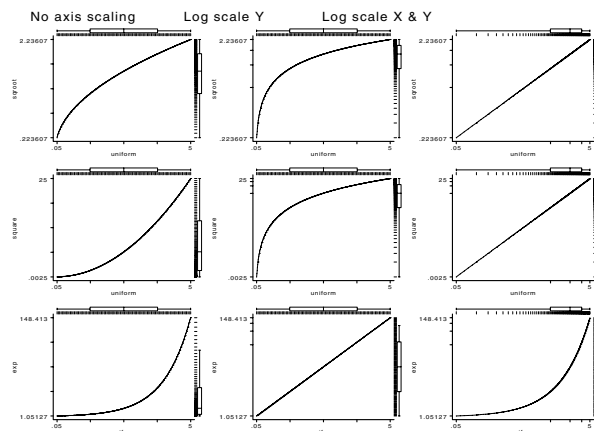 No axis scaling Log scale Y Log scale X & Y
2.23607 2.23607 2.23607
sqroot sqroot sqroot
.223607 .223607 .223607
.05 5 .05 5 .05 5
uniform uniform uniform
25 25 25
square square square
.0025 .0025 .0025
.05 5 .05 5 .05 5
uniform uniform uniform
148.413 148.413 148.413
exp exp exp
1.05127 1.05127 1.05127
.05 5 .05 5 .05 5